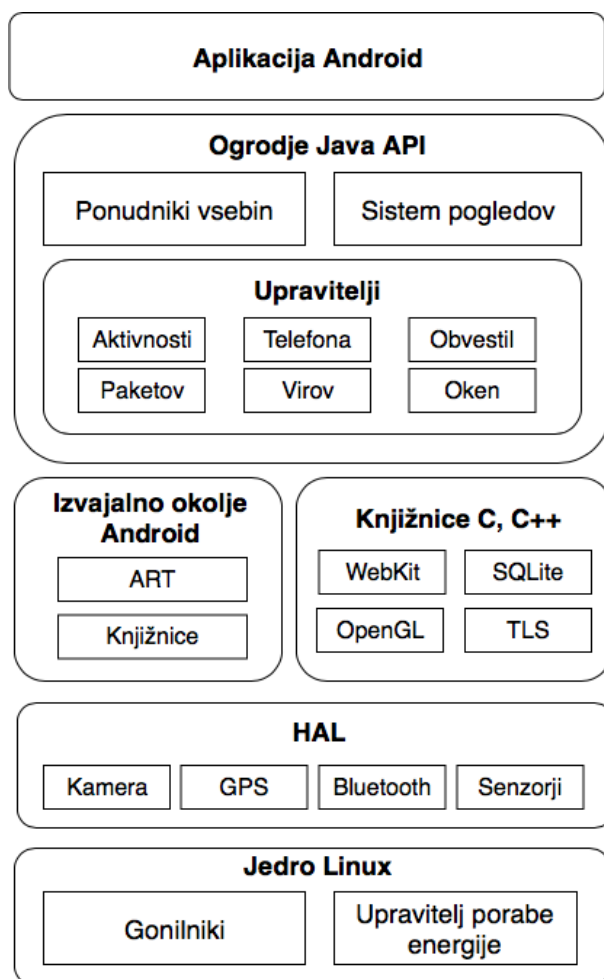 Aplikacija Android
Ogrodje Java API
Ponudniki vsebin
Sistem pogledov
Upravitelji
Aktivnosti
Telefona
Obvestil
Paketov
Virov
Oken
Izvajalno okolje
Android
ART
Knjižnice
Knjižnice C, C++
WebKit
SQLite
OpenGL
TLS
HAL
Kamera
GPS
Bluetooth
Senzorji
Jedro Linux
Gonilniki
Upravitelj porabe
energije